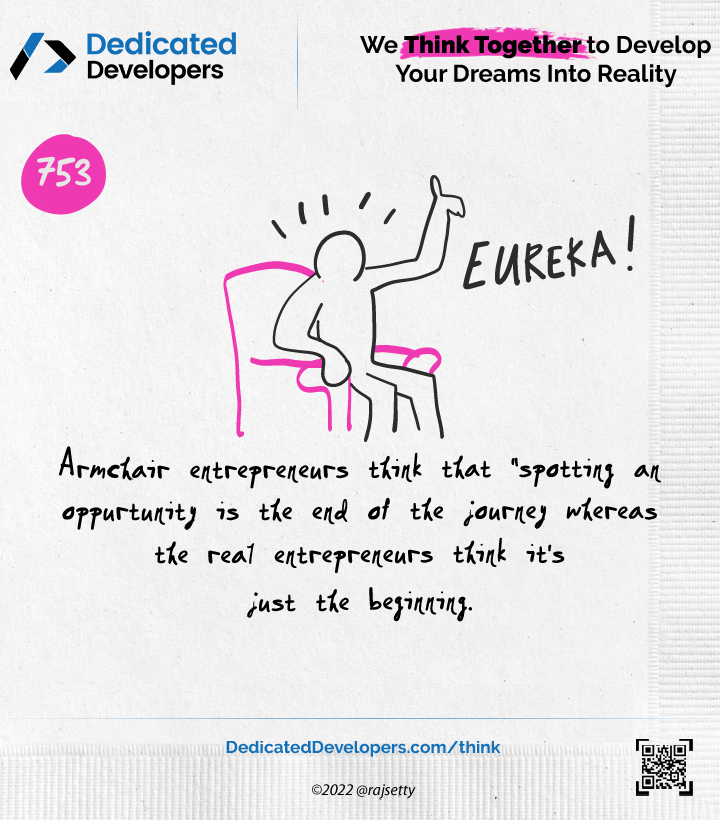 Dedicated
Developers
We Think Together to Develop
Your Dreams Into Reality
753
EUREKA!
Armchair entrepreneurs think that "spotting an
oppurtunity is the end of the journey whereas
the real entrepreneurs think it's
just the beginning.
DedicatedDevelopers.com/think
©2022 @rajsetty